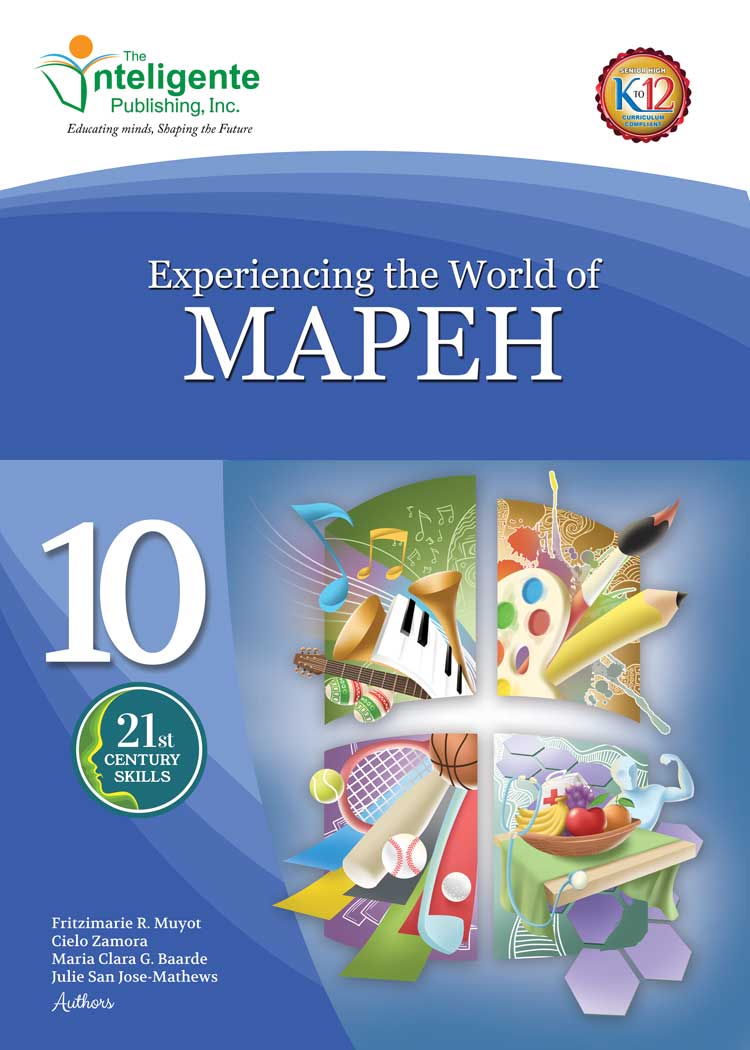 The
Inteligente
Publishing, Inc.
Educating minds, Shaping the Future
SENIOR HIGH
K TO 12
CURRICULUM
COMPLIANT
Experiencing the World of
MAPEH
10
21st
CENTURY
SKILLS
Fritzimarie R. Muyot
Cielo Zamora
Maria Clara G. Baarde
Julie San Jose-Mathews
Authors